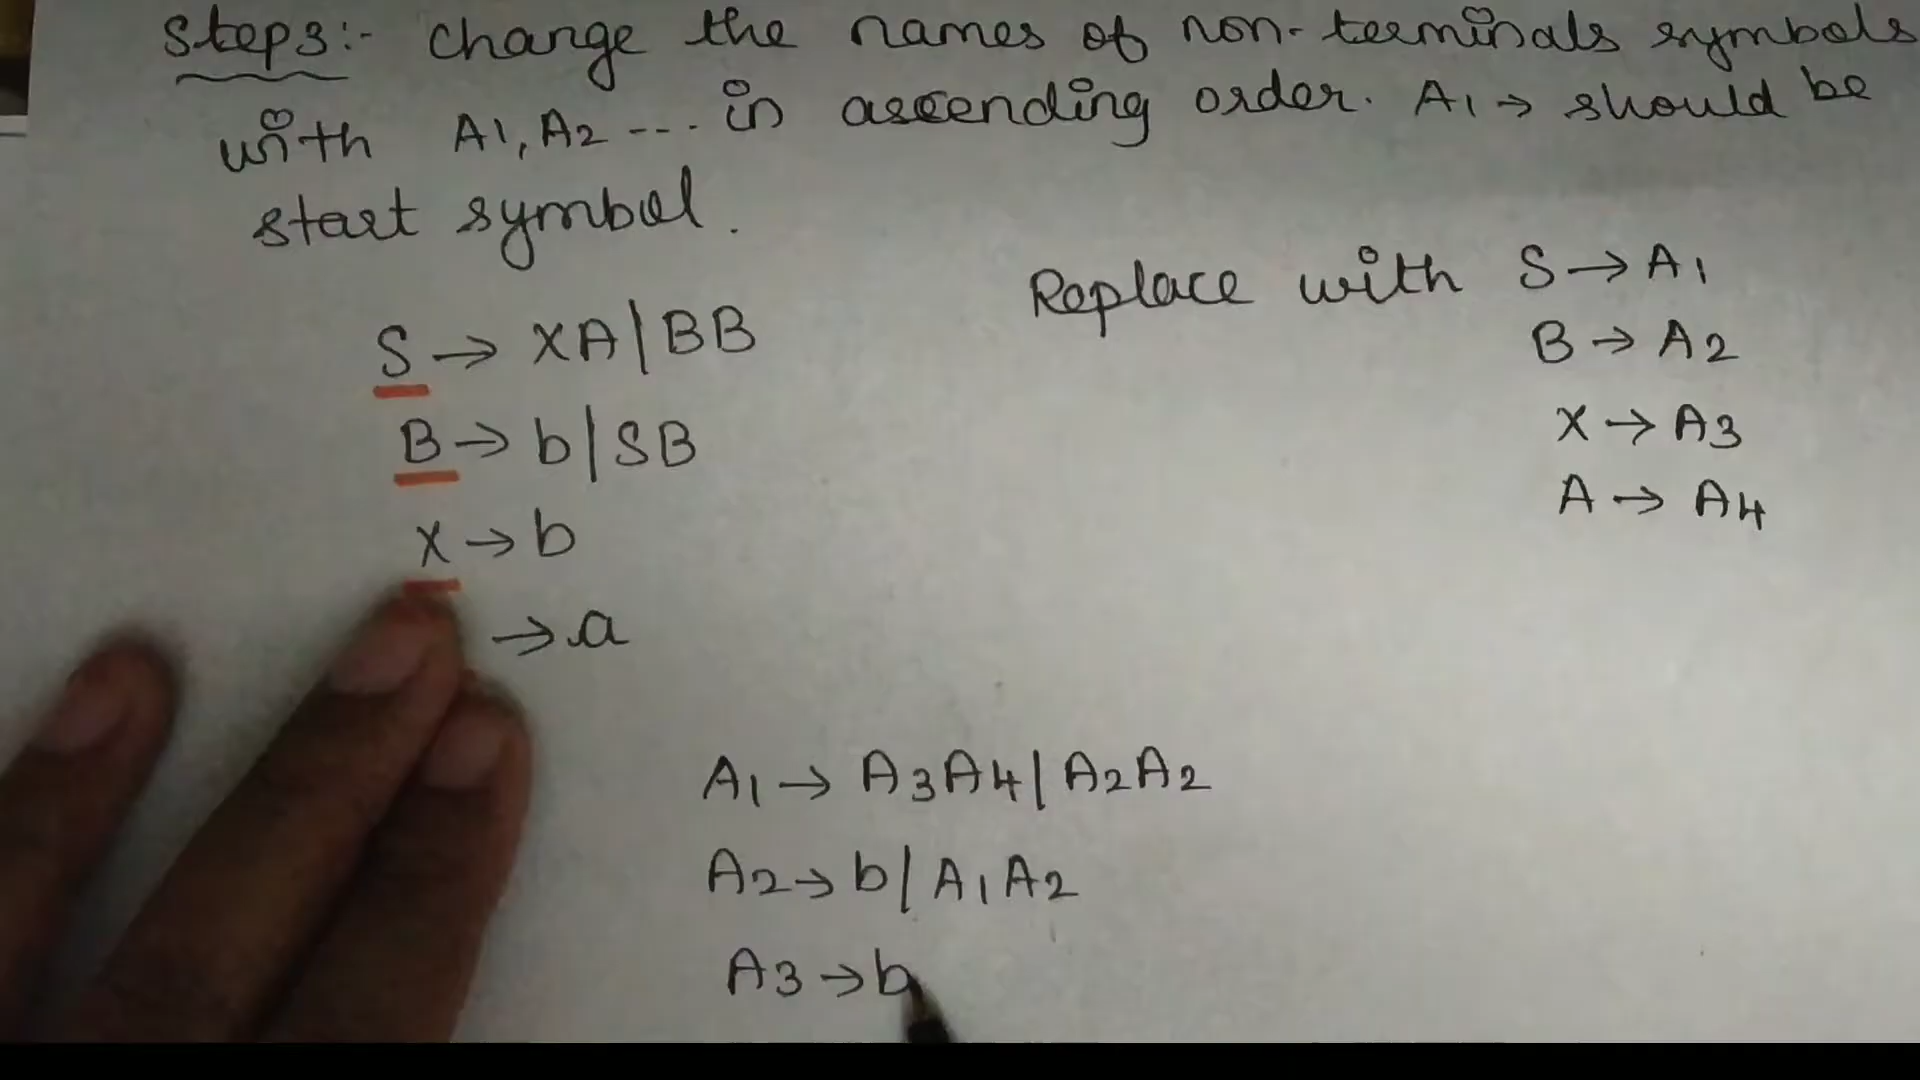 Step3:- change the names of non-terminals symbols
with A1, A2 --- in ascending order. A1 → should be
start symbol.
Replace with S → A1
B → A2
X → A3
A → A4
S → XA | BB
B → b | SB
X → b
→ a
A1 → A3A4 | A2A2
A2 → b | A1A2
A3 → b